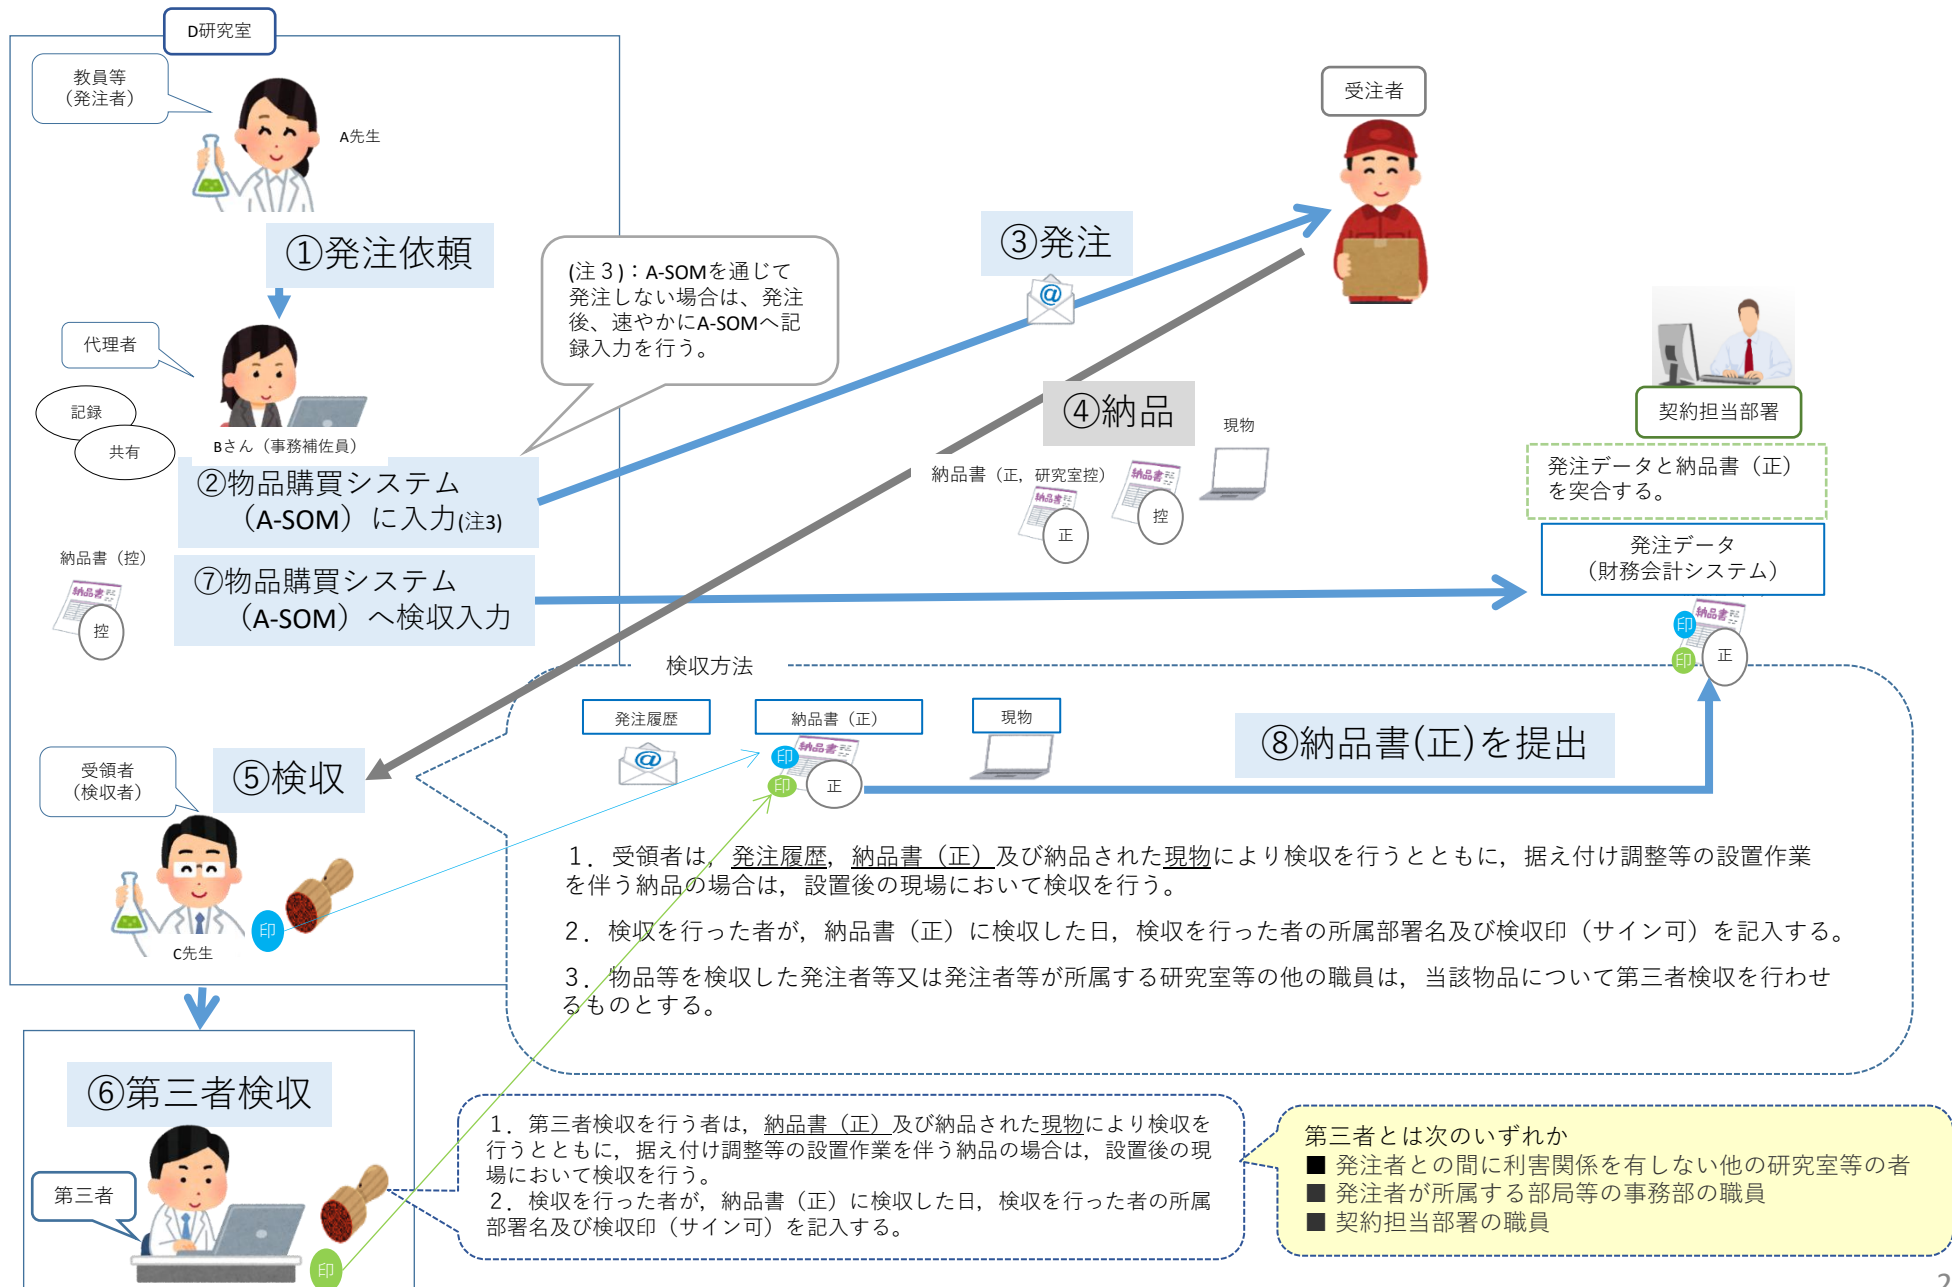 D研究室
教員等
（発注者）
A先生
①発注依頼
代理者
記録
共有
Bさん（事務補佐員）
②物品購買システム
（A-SOM）に入力(注3)
(注３)：A-SOMを通じて
発注しない場合は、発注
後、速やかにA-SOMへ記
録入力を行う。
③発注
@
受注者
④納品
現物
納品書（正，研究室控）
納品書
正
納品書
控
契約担当部署
発注データと納品書（正）
を突合する。
発注データ
（財務会計システム）
納品書
印
印
正
納品書（控）
納品書
控
⑦物品購買システム
（A-SOM）へ検収入力
検収方法
発注履歴
@
納品書（正）
納品書
印
印
正
現物
⑧納品書(正)を提出
受領者
（検収者）
⑤検収
C先生
印
１．受領者は，発注履歴，納品書（正）及び納品された現物により検収を行うとともに，据え付け調整等の設置作業
を伴う納品の場合は，設置後の現場において検収を行う。
２．検収を行った者が，納品書（正）に検収した日，検収を行った者の所属部署名及び検収印（サイン可）を記入する。
３．物品等を検収した発注者等又は発注者等が所属する研究室等の他の職員は，当該物品について第三者検収を行わせ
るものとする。
⑥第三者検収
第三者
印
１．第三者検収を行う者は，納品書（正）及び納品された現物により検収を
行うとともに，据え付け調整等の設置作業を伴う納品の場合は，設置後の現
場において検収を行う。
２．検収を行った者が，納品書（正）に検収した日，検収を行った者の所属
部署名及び検収印（サイン可）を記入する。
第三者とは次のいずれか
■ 発注者との間に利害関係を有しない他の研究室等の者
■ 発注者が所属する部局等の事務部の職員
■ 契約担当部署の職員
2